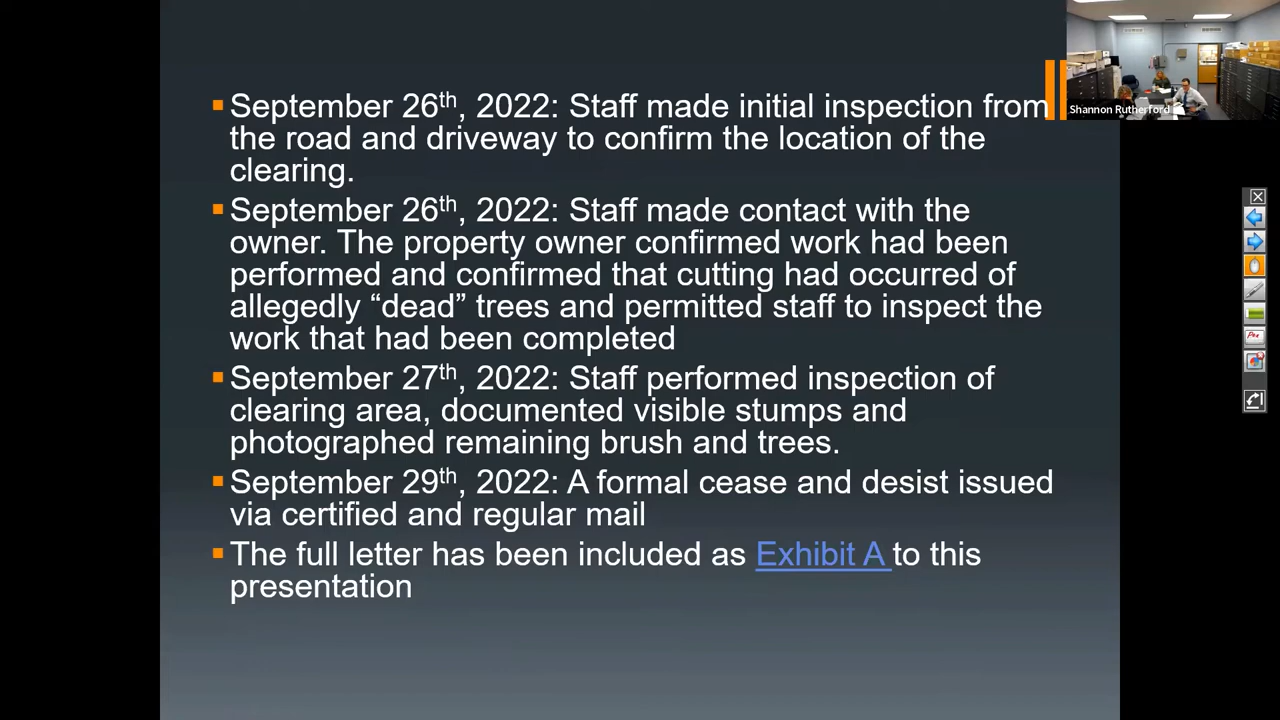 September 26th, 2022: Staff made initial inspection from
the road and driveway to confirm the location of the
clearing.
September 26th, 2022: Staff made contact with the
owner. The property owner confirmed work had been
performed and confirmed that cutting had occurred of
allegedly “dead” trees and permitted staff to inspect the
work that had been completed
September 27th, 2022: Staff performed inspection of
clearing area, documented visible stumps and
photographed remaining brush and trees.
September 29th, 2022: A formal cease and desist issued
via certified and regular mail
The full letter has been included as Exhibit A to this
presentation
Shannon Rutherford